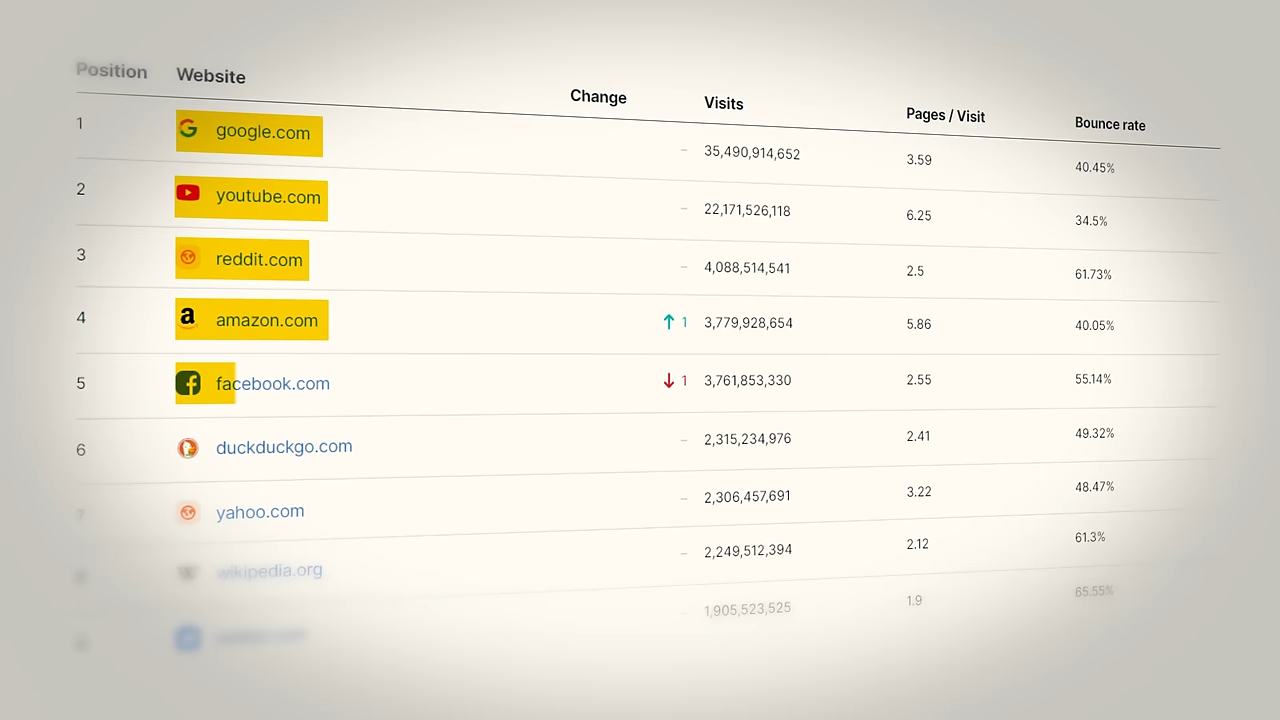 Position Website Change Visits Pages / Visit Bounce rate
1 google.com – 35,490,914,652 3.59 40.45%
2 youtube.com – 22,171,526,118 6.25 34.5%
3 reddit.com – 4,088,514,541 2.5 61.73%
4 a amazon.com ↑ 1 3,779,928,654 5.86 40.05%
5 f facebook.com ↓ 1 3,761,853,330 2.55 55.14%
6 duckduckgo.com – 2,315,234,976 2.41 49.32%
7 yahoo.com – 2,306,457,691 3.22 48.47%
wikipedia.org – 2,249,512,394 2.12 61.3%
1,905,523,525 1.9 65.55%